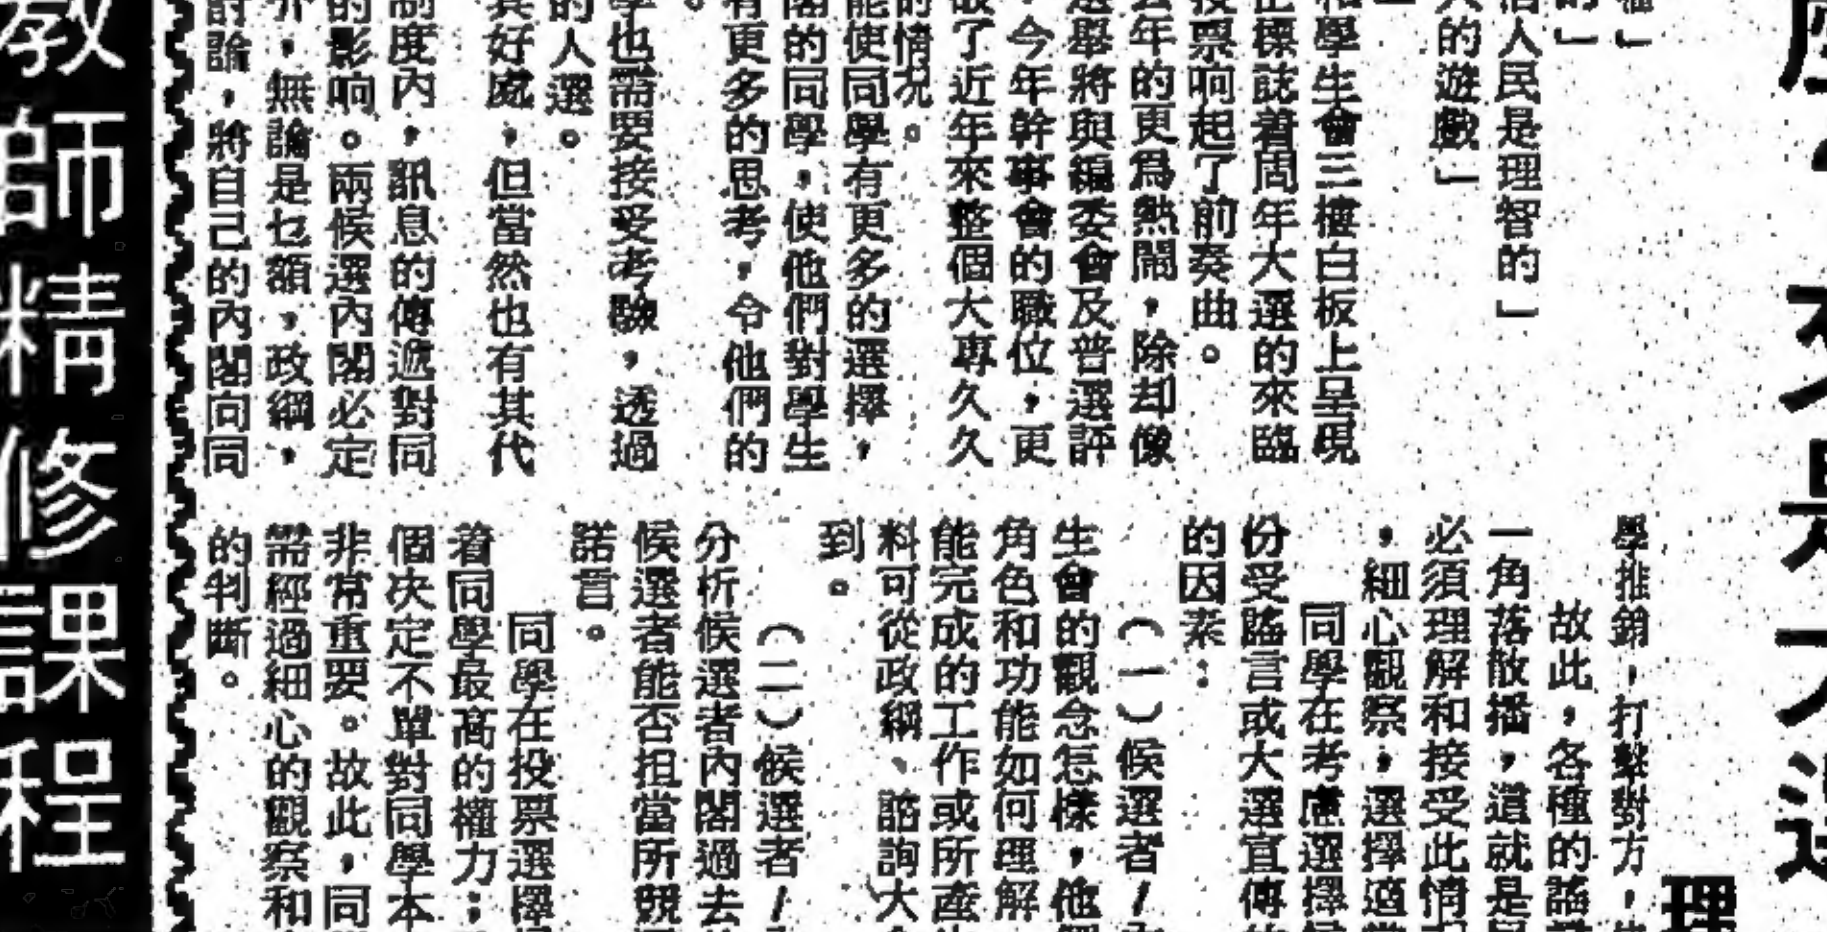 大選
理
的」
人民是理智的」
的遊戲」
學生會三樓白板上呈現
標誌着周年大選的來臨
投票响起了前奏曲。
去年的更為熱鬧，除却像
選舉將與編委會及普選評
，今年幹事會的職位，更
了近年來整個大專久久
的情况。
能使同學有更多的選擇，
閣的同學，使他們對學生
有更多的思考，令他們的
學也需要接受考驗，透過
的人選。
其好處，但當然也有其代
制度內，訊息的傳遞對同
的影响。兩候選內閣必定
介，無論是乜額，政綱，
討論，將自己的內閣向同
學推銷，打擊對方，
故此，各種的謠
一角落散播，這就是
必須理解和接受此情
，細心觀察，選擇適
同學在考慮選擇
份受謠言或大選宣傳
的因素：
（一）候選者／
生會的觀念怎樣，他
角色和功能如何理解
能完成的工作或所產
料可從政綱、諮詢大
到。
（二）候選者／
分析候選者內閣過去
候選者能否担當所
諾言。
同學在投票選擇
着同學最高的權力；
個决定不單對同學本
非常重要。故此，同
需經過細心的觀察和
的判斷。
教師精修課程